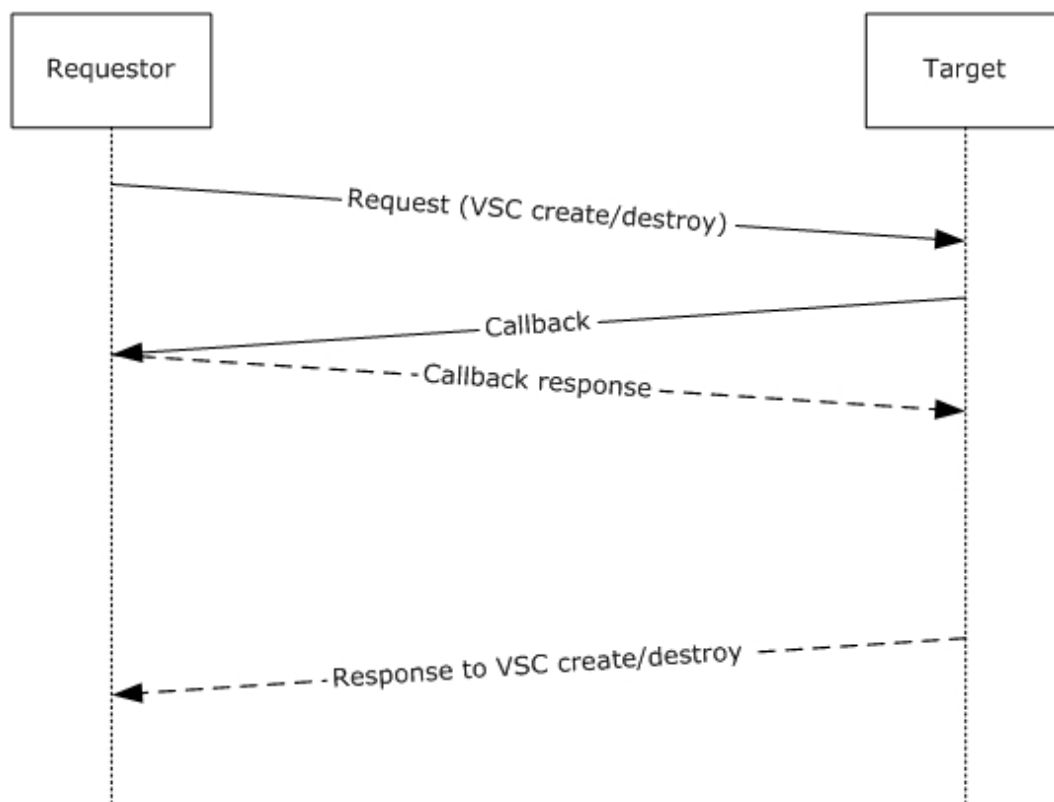 Requestor
Target
Request (VSC create/destroy)
Callback
Callback response
Response to VSC create/destroy